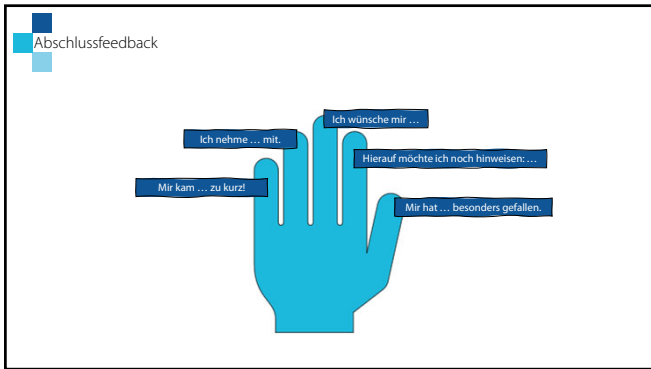 Abschlussfeedback
Ich wünsche mir …
Ich nehme … mit.
Hierauf möchte ich noch hinweisen: …
Mir kam … zu kurz!
Mir hat … besonders gefallen.